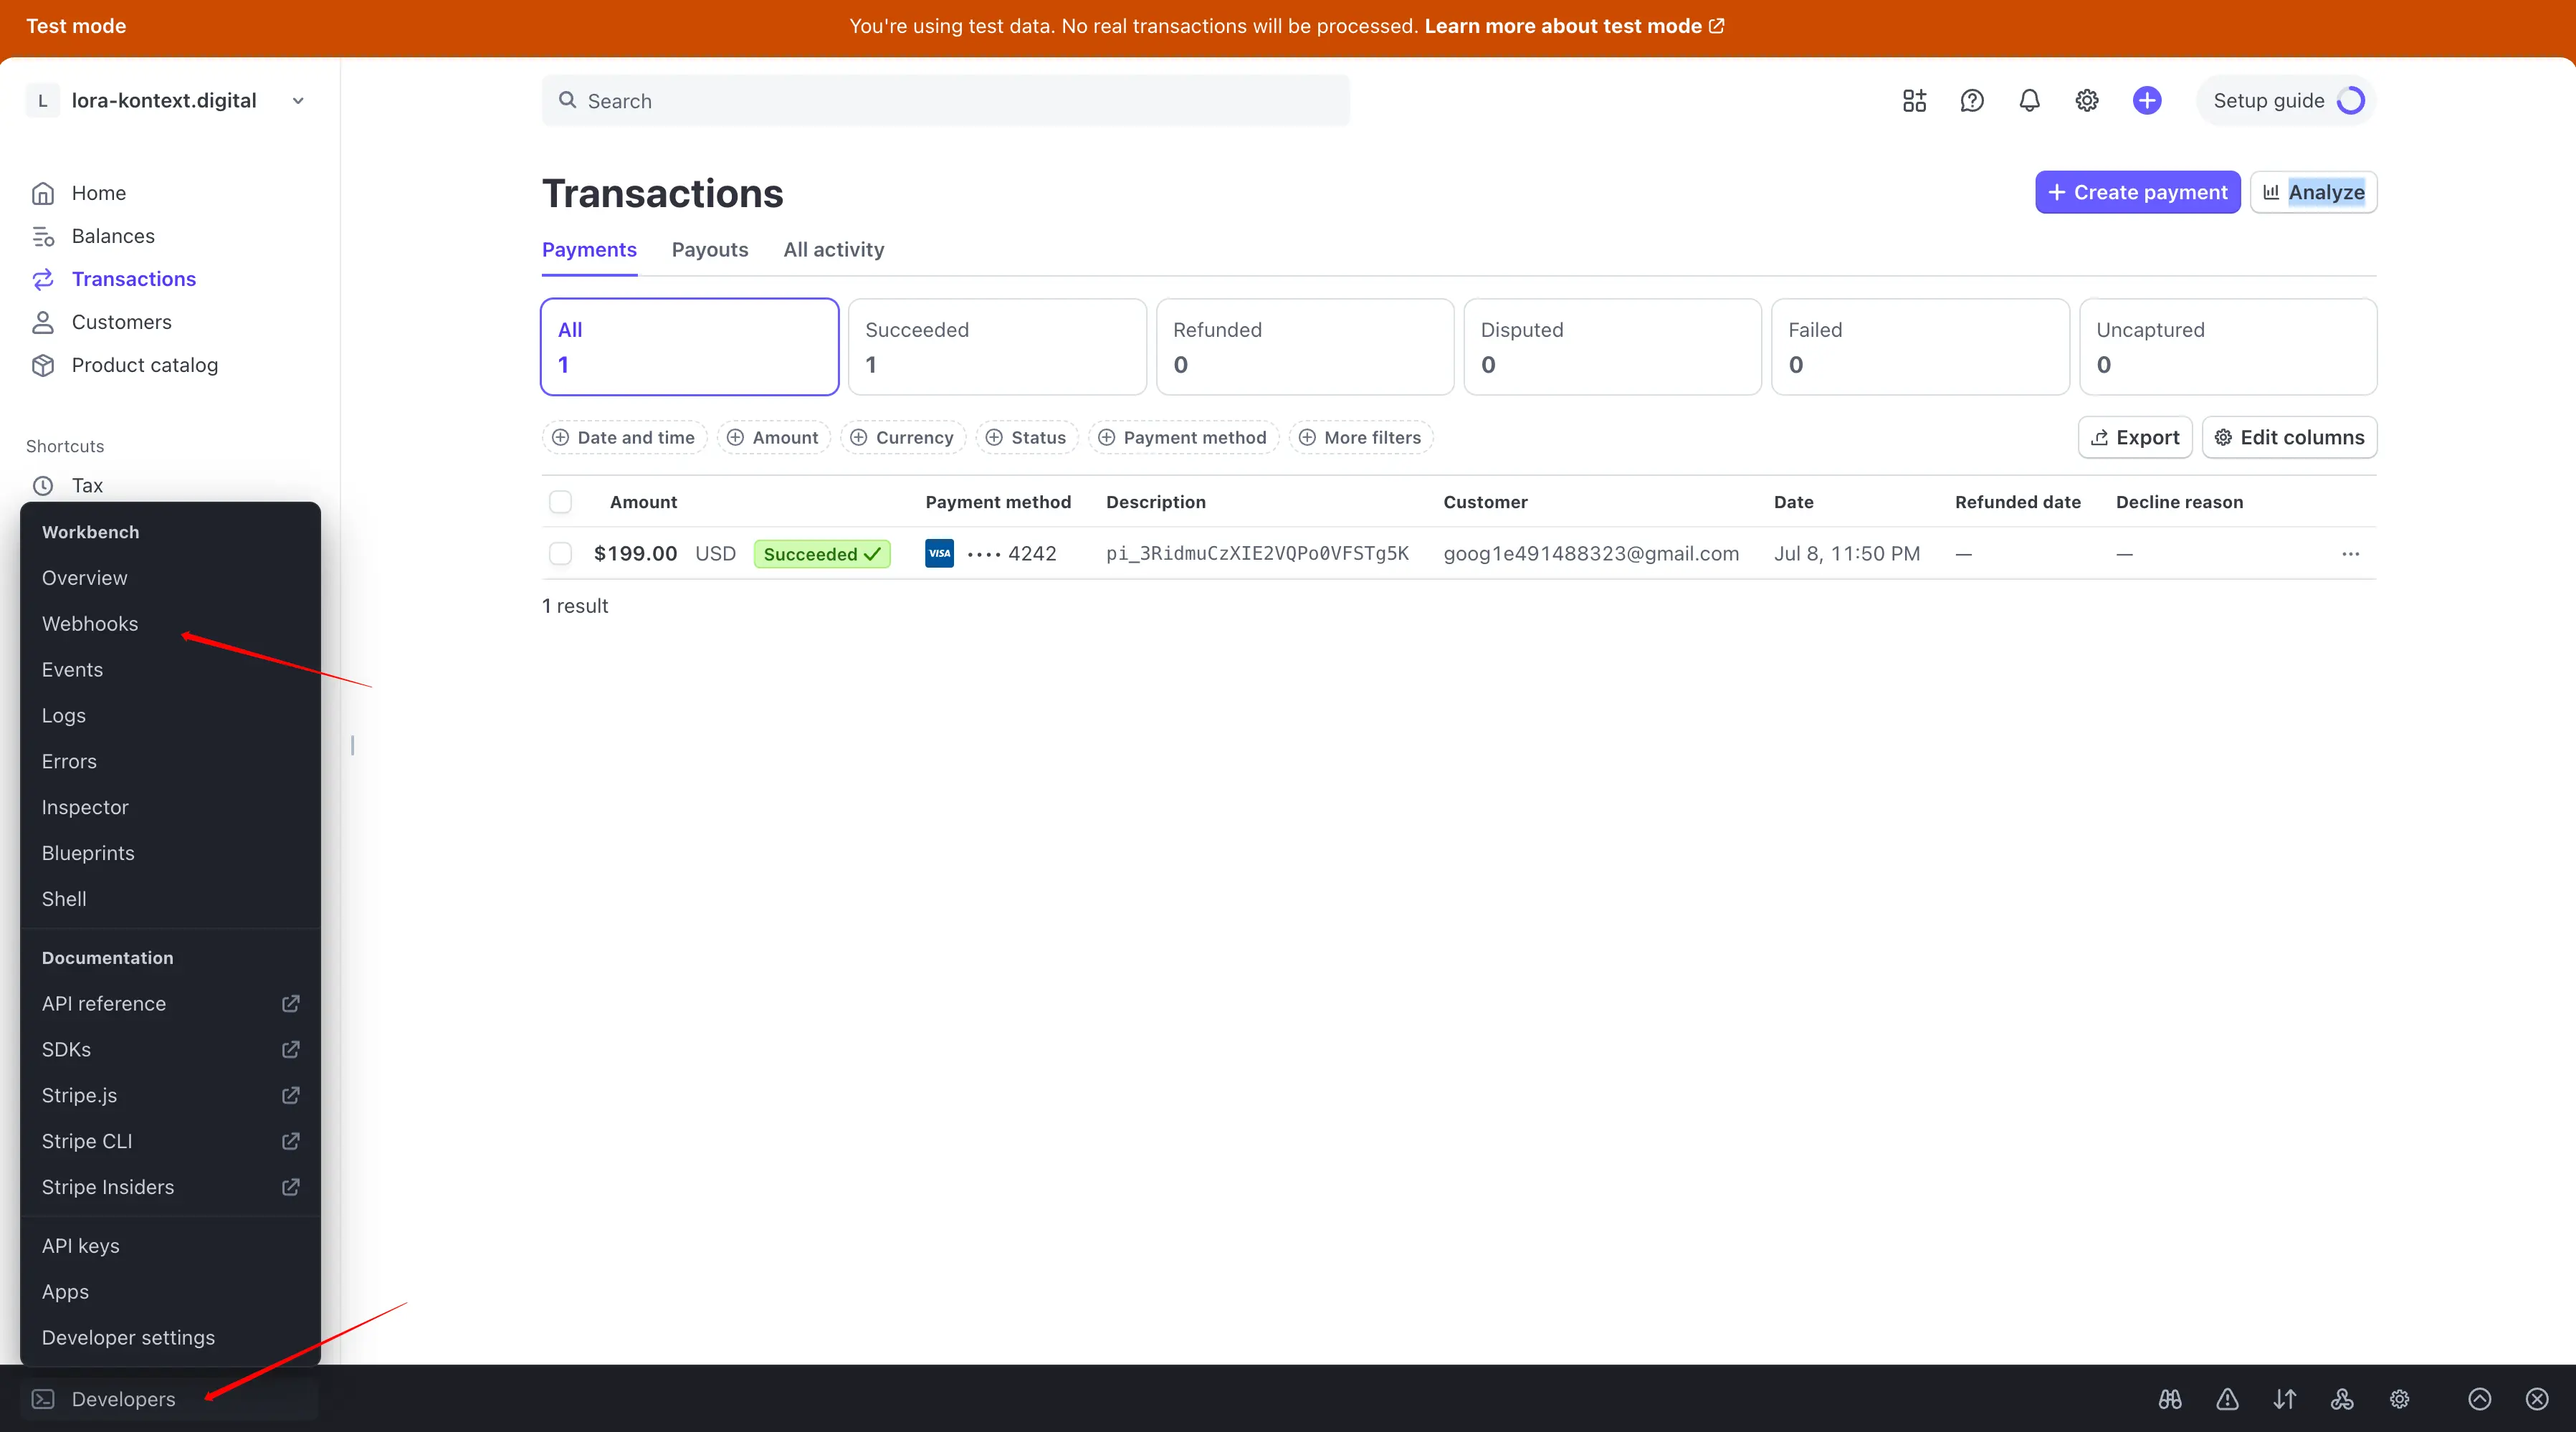 Test mode
You're using test data. No real transactions will be processed. Learn more about test mode
L lora-kontext.digital
Search
Setup guide
Home
Balances
Transactions
Customers
Product catalog
Shortcuts
Tax
Workbench
Overview
Webhooks
Events
Logs
Errors
Inspector
Blueprints
Shell
Documentation
API reference
SDKs
Stripe.js
Stripe CLI
Stripe Insiders
API keys
Apps
Developer settings
Developers
Transactions
+ Create payment
Analyze
Payments Payouts All activity
All Succeeded Refunded Disputed Failed Uncaptured
1 1 0 0 0 0
Date and time Amount Currency Status Payment method More filters
Export Edit columns
Amount Payment method Description Customer Date Refunded date Decline reason
$199.00 USD Succeeded VISA •••• 4242 pi_3RidmuCzXIE2VQPo0VFSTg5K goog1e491488323@gmail.com Jul 8, 11:50 PM — —
1 result